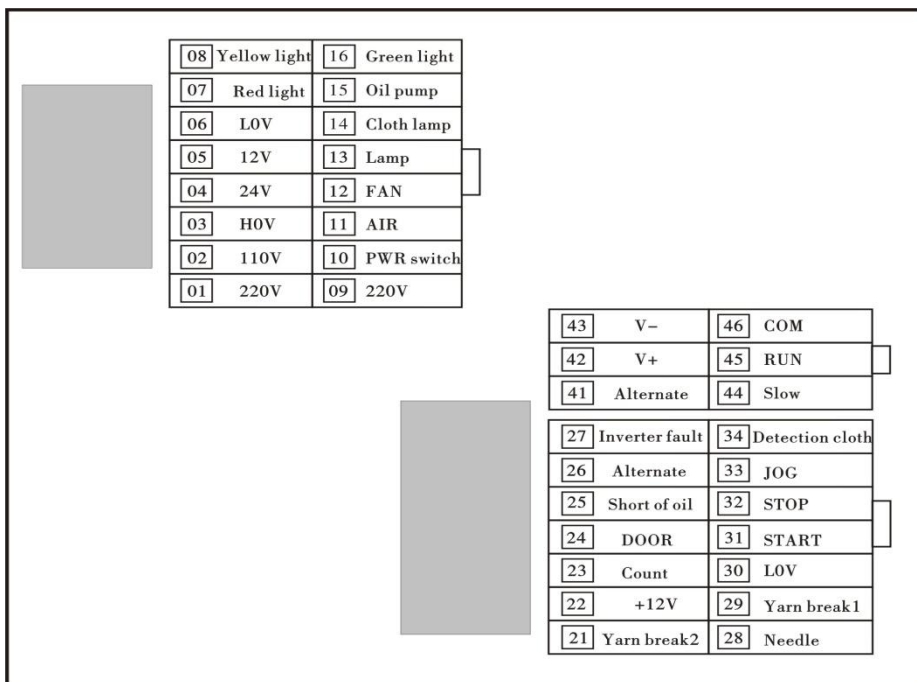 08 Yellow light 16 Green light
07 Red light 15 Oil pump
06 L0V 14 Cloth lamp
05 12V 13 Lamp
04 24V 12 FAN
03 H0V 11 AIR
02 110V 10 PWR switch
01 220V 09 220V
43 V− 46 COM
42 V+ 45 RUN
41 Alternate 44 Slow
27 Inverter fault 34 Detection cloth
26 Alternate 33 JOG
25 Short of oil 32 STOP
24 DOOR 31 START
23 Count 30 L0V
22 +12V 29 Yarn break1
21 Yarn break2 28 Needle